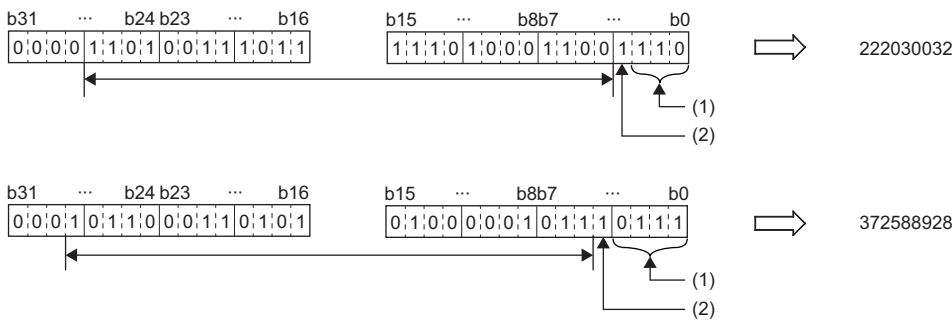 b31 ··· b24 b23 ··· b16 b15 ··· b8b7 ··· b0
0 0 0 0 1 1 0 1 0 0 1 1 1 0 1 1 1 1 1 0 1 0 0 0 1 1 0 0 1 1 1 0 222030032
(1)
(2)
b31 ··· b24 b23 ··· b16 b15 ··· b8b7 ··· b0
0 0 0 1 0 1 1 0 0 0 1 1 0 1 0 1 0 1 0 0 0 0 0 1 0 1 1 1 0 1 1 1 372588928
(1)
(2)